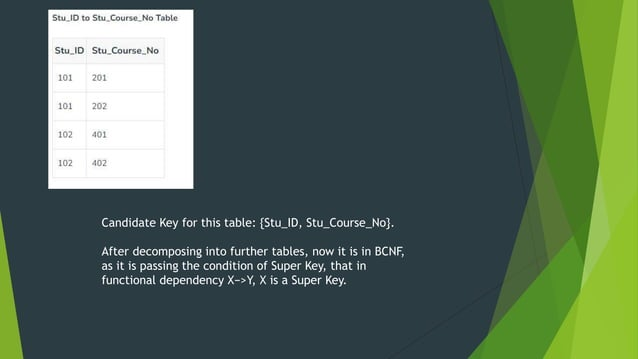 Stu_ID to Stu_Course_No Table
Stu_ID Stu_Course_No
101 201
101 202
102 401
102 402
Candidate Key for this table: {Stu_ID, Stu_Course_No}.
After decomposing into further tables, now it is in BCNF,
as it is passing the condition of Super Key, that in
functional dependency X−>Y, X is a Super Key.